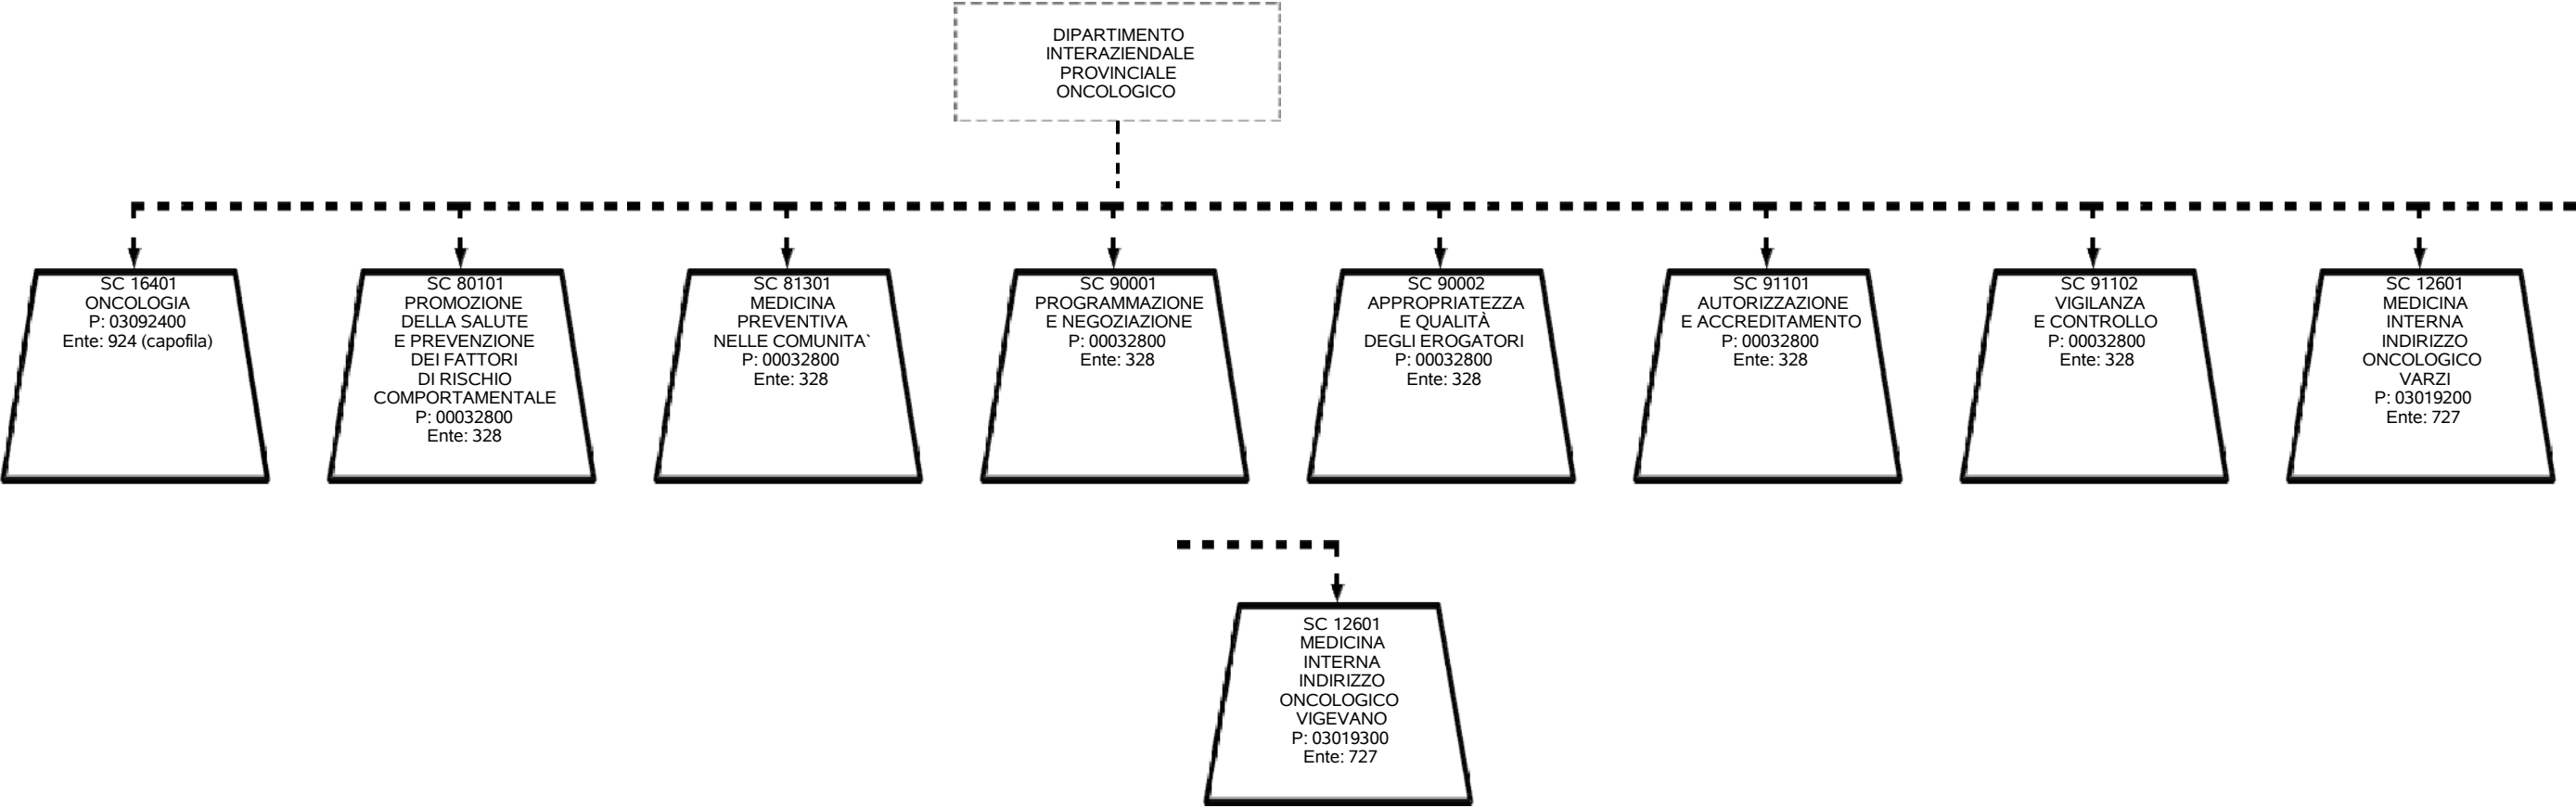 DIPARTIMENTO
INTERAZIENDALE
PROVINCIALE
ONCOLOGICO
SC 16401
ONCOLOGIA
P: 03092400
Ente: 924 (capofila)
SC 80101
PROMOZIONE
DELLA SALUTE
E PREVENZIONE
DEI FATTORI
DI RISCHIO
COMPORTAMENTALE
P: 00032800
Ente: 328
SC 81301
MEDICINA
PREVENTIVA
NELLE COMUNITA`
P: 00032800
Ente: 328
SC 90001
PROGRAMMAZIONE
E NEGOZIAZIONE
P: 00032800
Ente: 328
SC 90002
APPROPRIATEZZA
E QUALITÀ
DEGLI EROGATORI
P: 00032800
Ente: 328
SC 91101
AUTORIZZAZIONE
E ACCREDITAMENTO
P: 00032800
Ente: 328
SC 91102
VIGILANZA
E CONTROLLO
P: 00032800
Ente: 328
SC 12601
MEDICINA
INTERNA
INDIRIZZO
ONCOLOGICO
VARZI
P: 03019200
Ente: 727
SC 12601
MEDICINA
INTERNA
INDIRIZZO
ONCOLOGICO
VIGEVANO
P: 03019300
Ente: 727